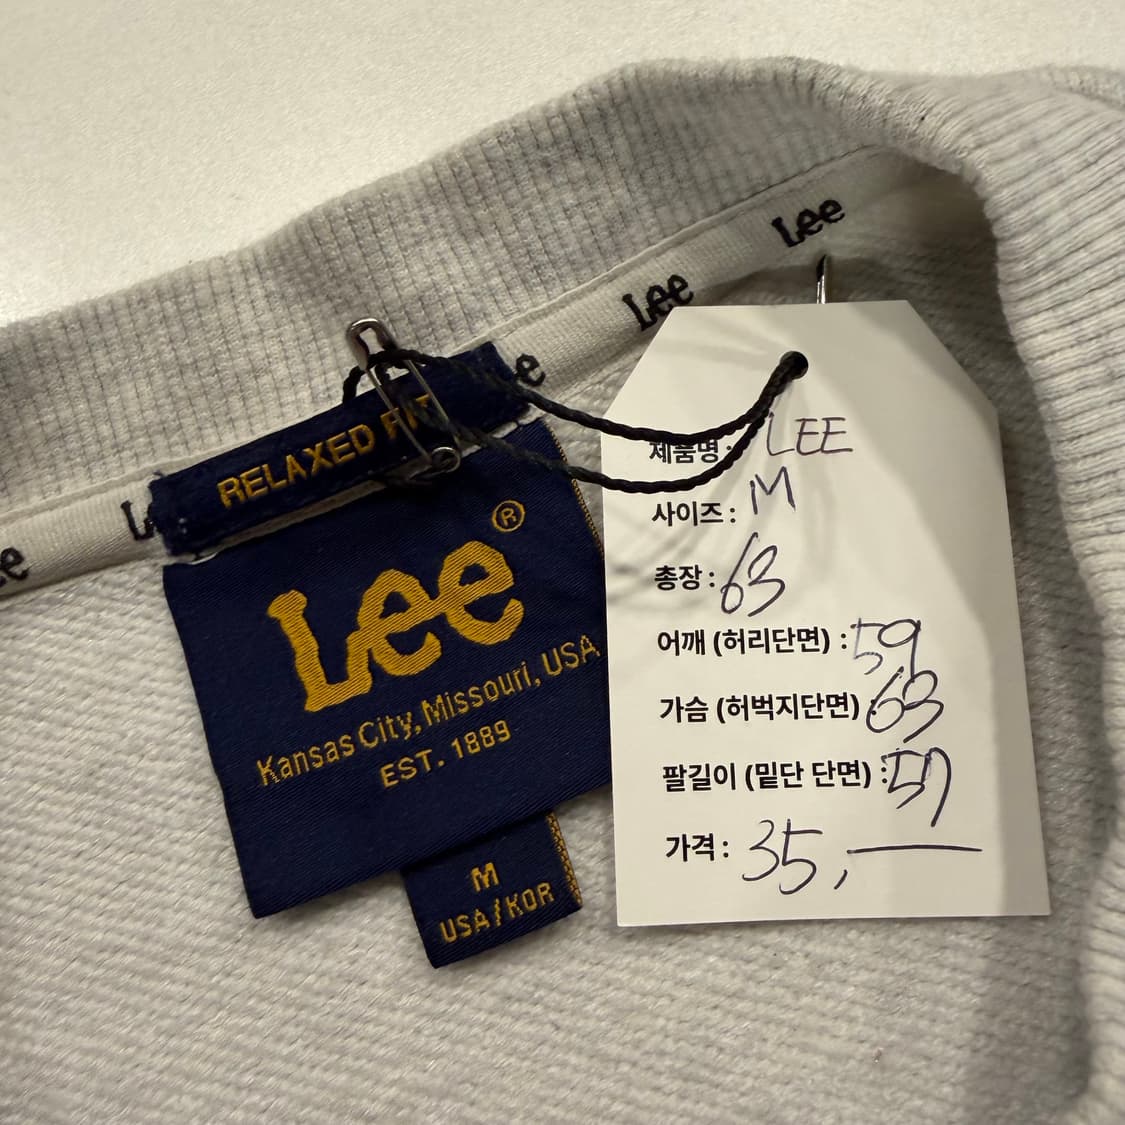 Lee
Lee
RELAXED FIT
Lee®
Kansas City, Missouri, USA
EST. 1889
M
USA/KOR
제품명: LEE
사이즈: M
총장: 63
어깨 (허리단면) : 59
가슴 (허벅지단면) : 63
팔길이 (밑단 단면) : 57
가격: 35,